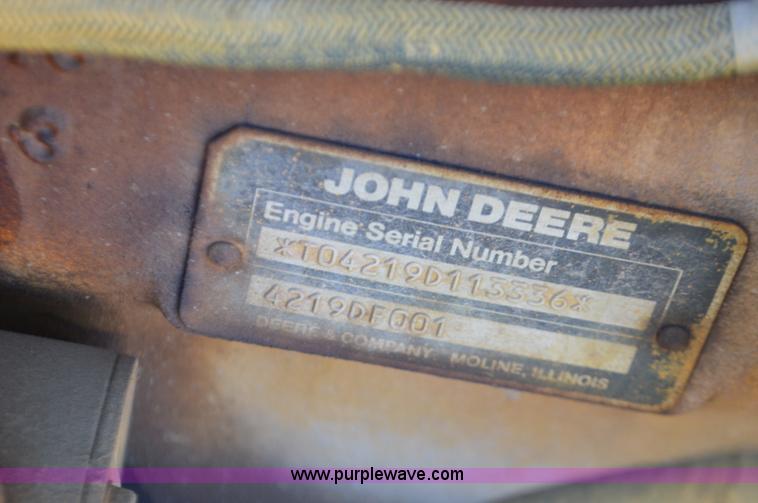 JOHN DEERE
Engine Serial Number
*T04219D113336*
4219DF001
DEERE & COMPANY MOLINE, ILLINOIS
www.purplewave.com